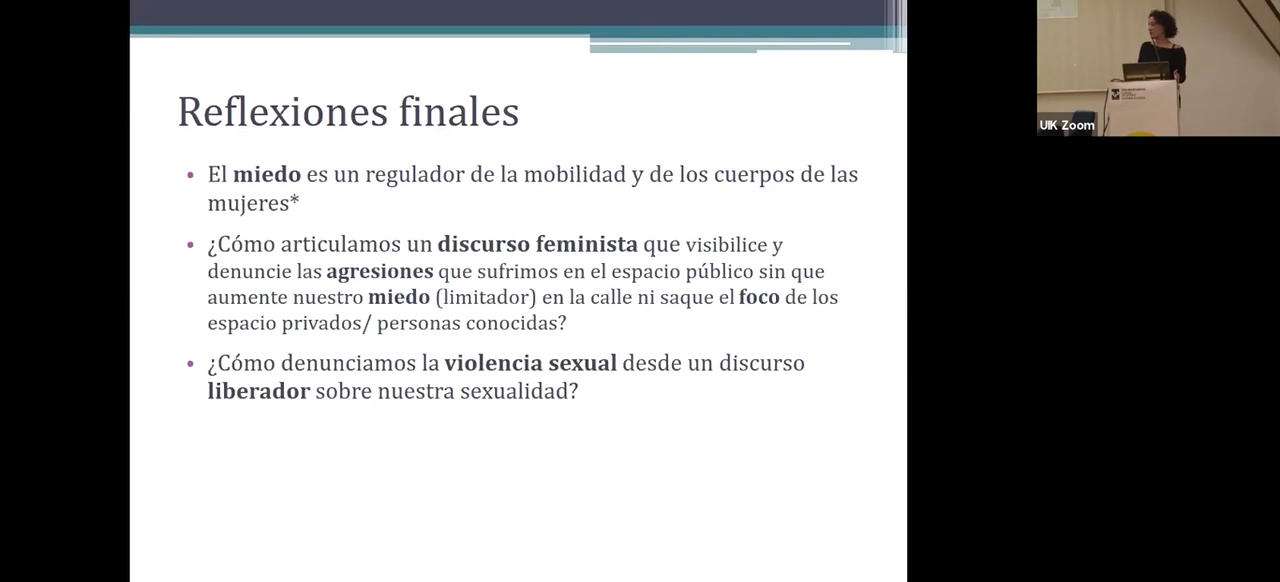 Reflexiones finales
• El miedo es un regulador de la mobilidad y de los cuerpos de las
mujeres*
• ¿Cómo articulamos un discurso feminista que visibilice y
denuncie las agresiones que sufrimos en el espacio público sin que
aumente nuestro miedo (limitador) en la calle ni saque el foco de los
espacio privados/ personas conocidas?
• ¿Cómo denunciamos la violencia sexual desde un discurso
liberador sobre nuestra sexualidad?
UIK Zoom